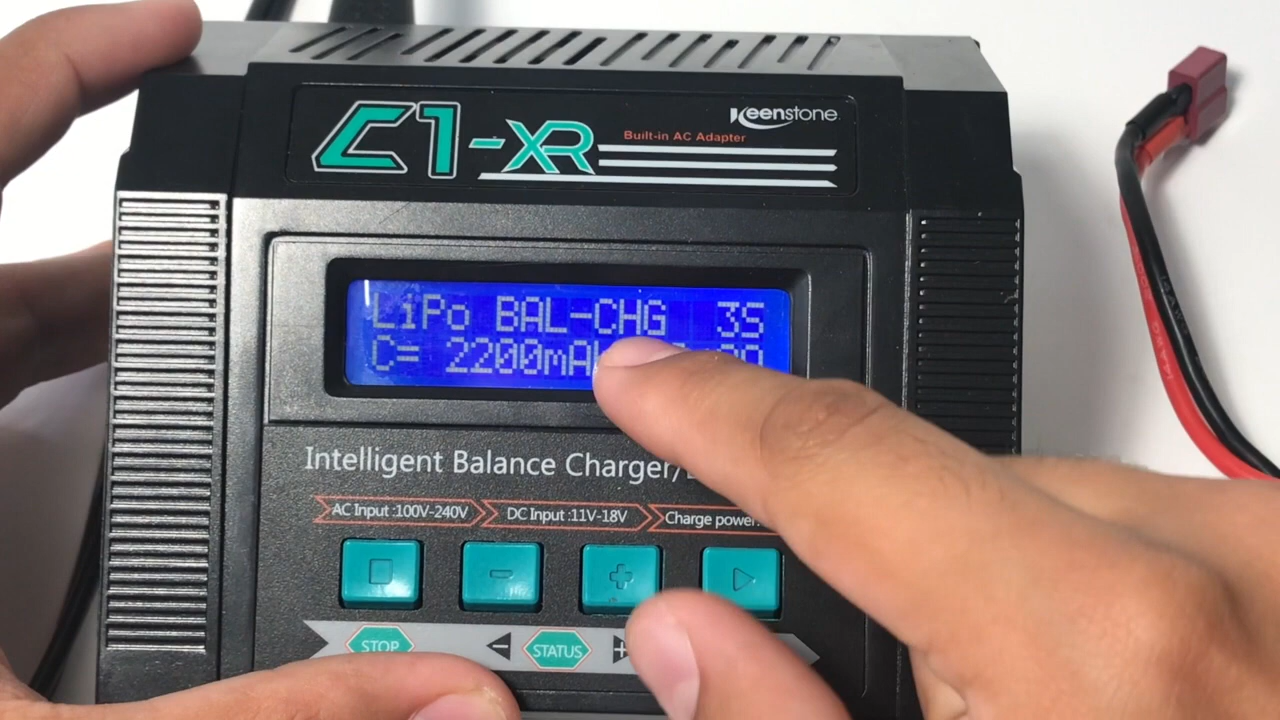 C1-XR
Keenstone
Built-in AC Adapter
LiPo BAL-CHG 3S
C= 2200mAh
Intelligent Balance Charger/
AC Input :100V-240V
DC Input :11V-18V
Charge power:
STOP
STATUS